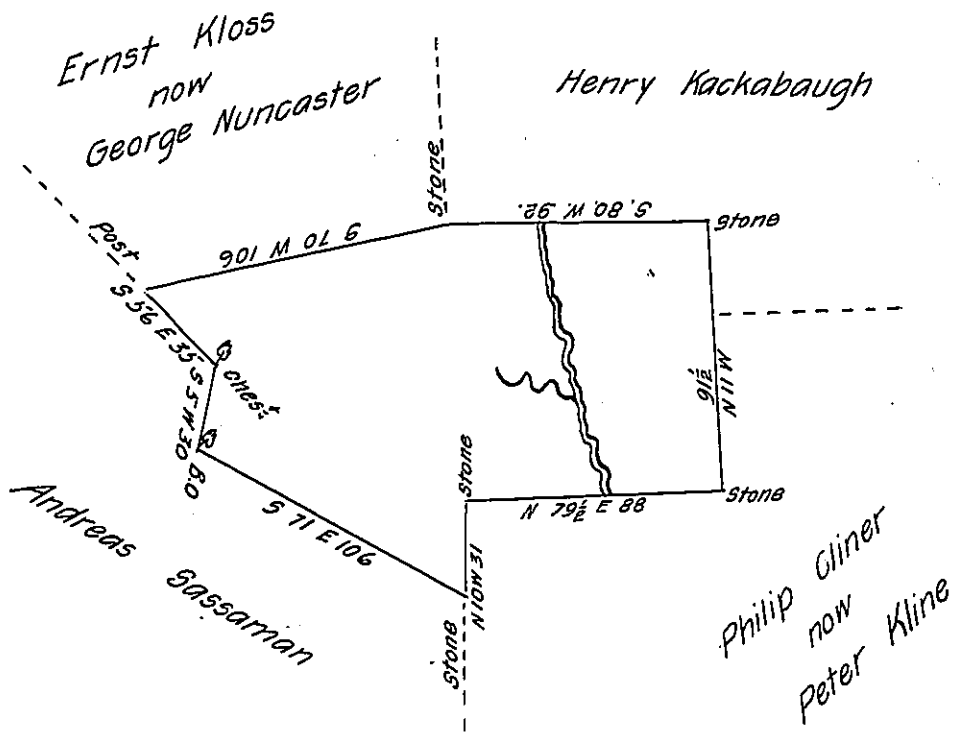 Ernst Kloss
now
George Nuncaster
Henry Kackabaugh
Stone
S. 80. W. 92.
Stone
S 70 W 106
Post
S 56 E 35
chest
S 5 W 30
B.O
S 71 E 106
Stone
N 10 W 31
Stone
N 79½ E 88
Stone
N 11 W
91½
Andreas
Sassaman
Philip Cliner
now
Peter Kline